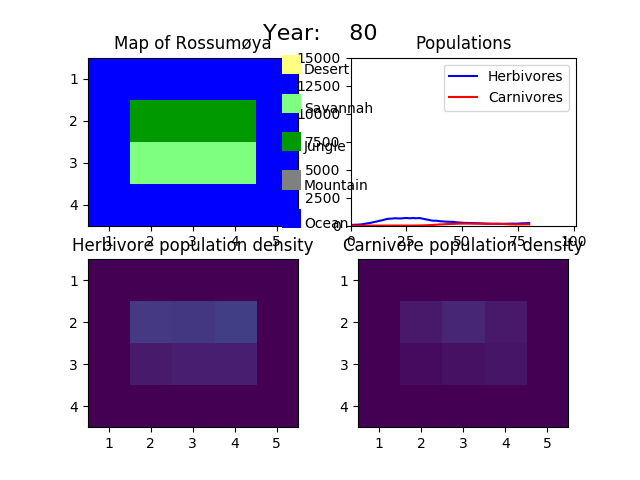 Year: 80
Map of Rossumøya
1
2
3
4
1 2 3 4 5
Desert
Savannah
Jungle
Mountain
Ocean
Populations
15000
12500
10000
7500
5000
2500
0
0 25 50 75 100
Herbivores
Carnivores
Herbivore population density
1
2
3
4
1 2 3 4 5
Carnivore population density
1
2
3
4
1 2 3 4 5